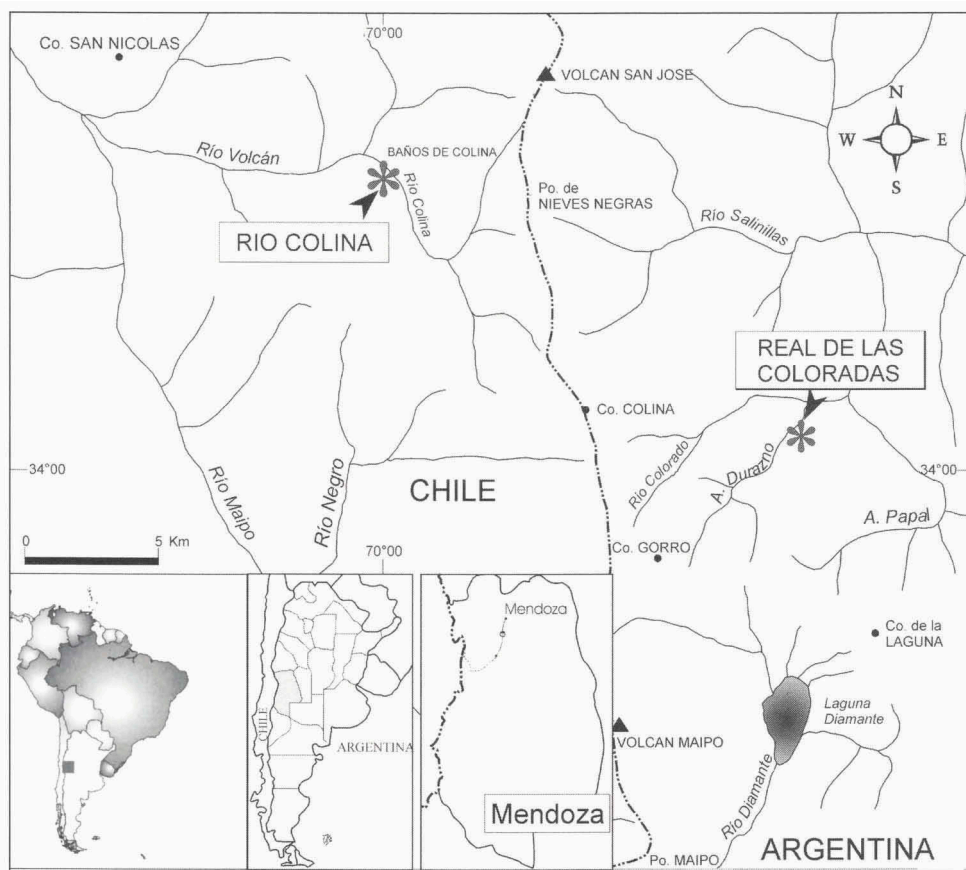 70°00
Co. SAN NICOLAS
VOLCAN SAN JOSE
N
W E
S
Río Volcán
BAÑOS DE COLINA
Río Colina
RIO COLINA
Po. de
NIEVES NEGRAS
Río Salinillas
REAL DE LAS
COLORADAS
Co. COLINA
34°00
34°00
Río Maipo
Río Negro
CHILE
Río Colorado
A. Durazno
A. Papal
Co. GORRO
0 5 Km
70°00
Mendoza
CHILE
ARGENTINA
Mendoza
Co. de la
LAGUNA
Laguna
Diamante
VOLCAN MAIPO
Río Diamante
Po. MAIPO
ARGENTINA